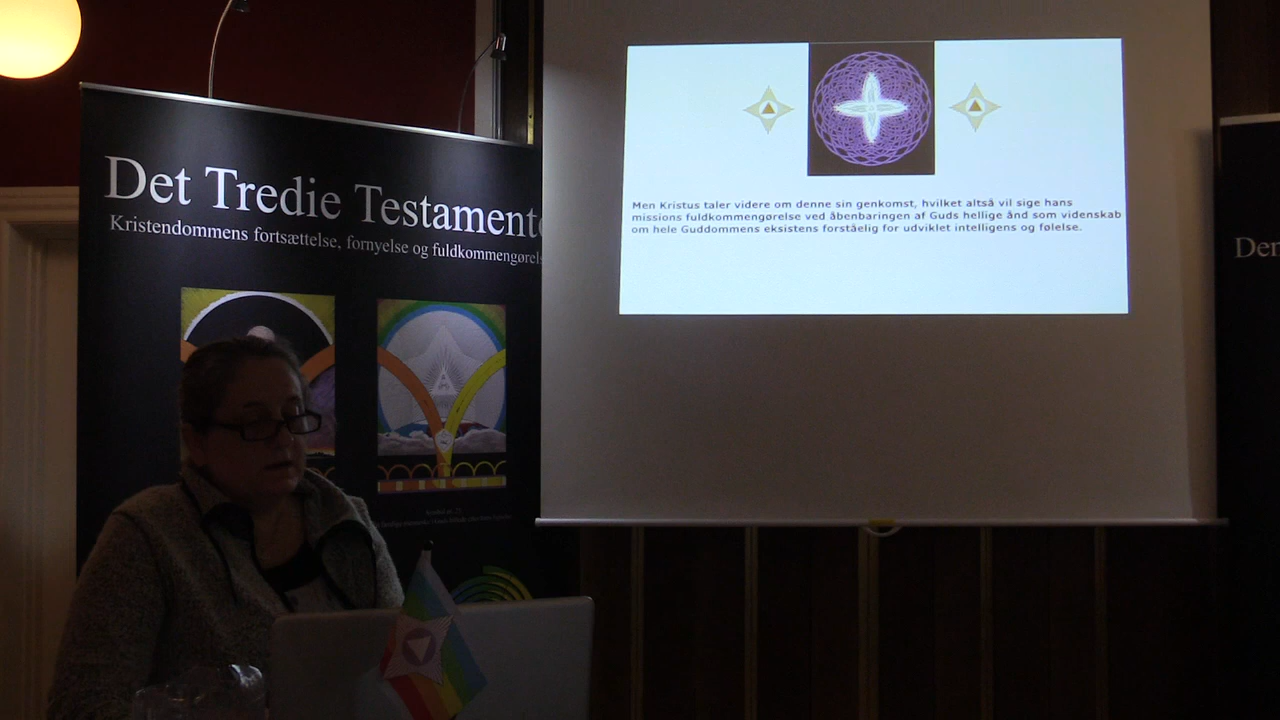 Det Tredie Testamente
Kristendommens fortsættelse, fornyelse og fuldkommengørels
Men Kristus taler videre om denne sin genkomst, hvilket altså vil sige hans
missions fuldkommengørelse ved åbenbaringen af Guds hellige ånd som videnskab
om hele Guddommens eksistens forståelig for udviklet intelligens og følelse.
Den